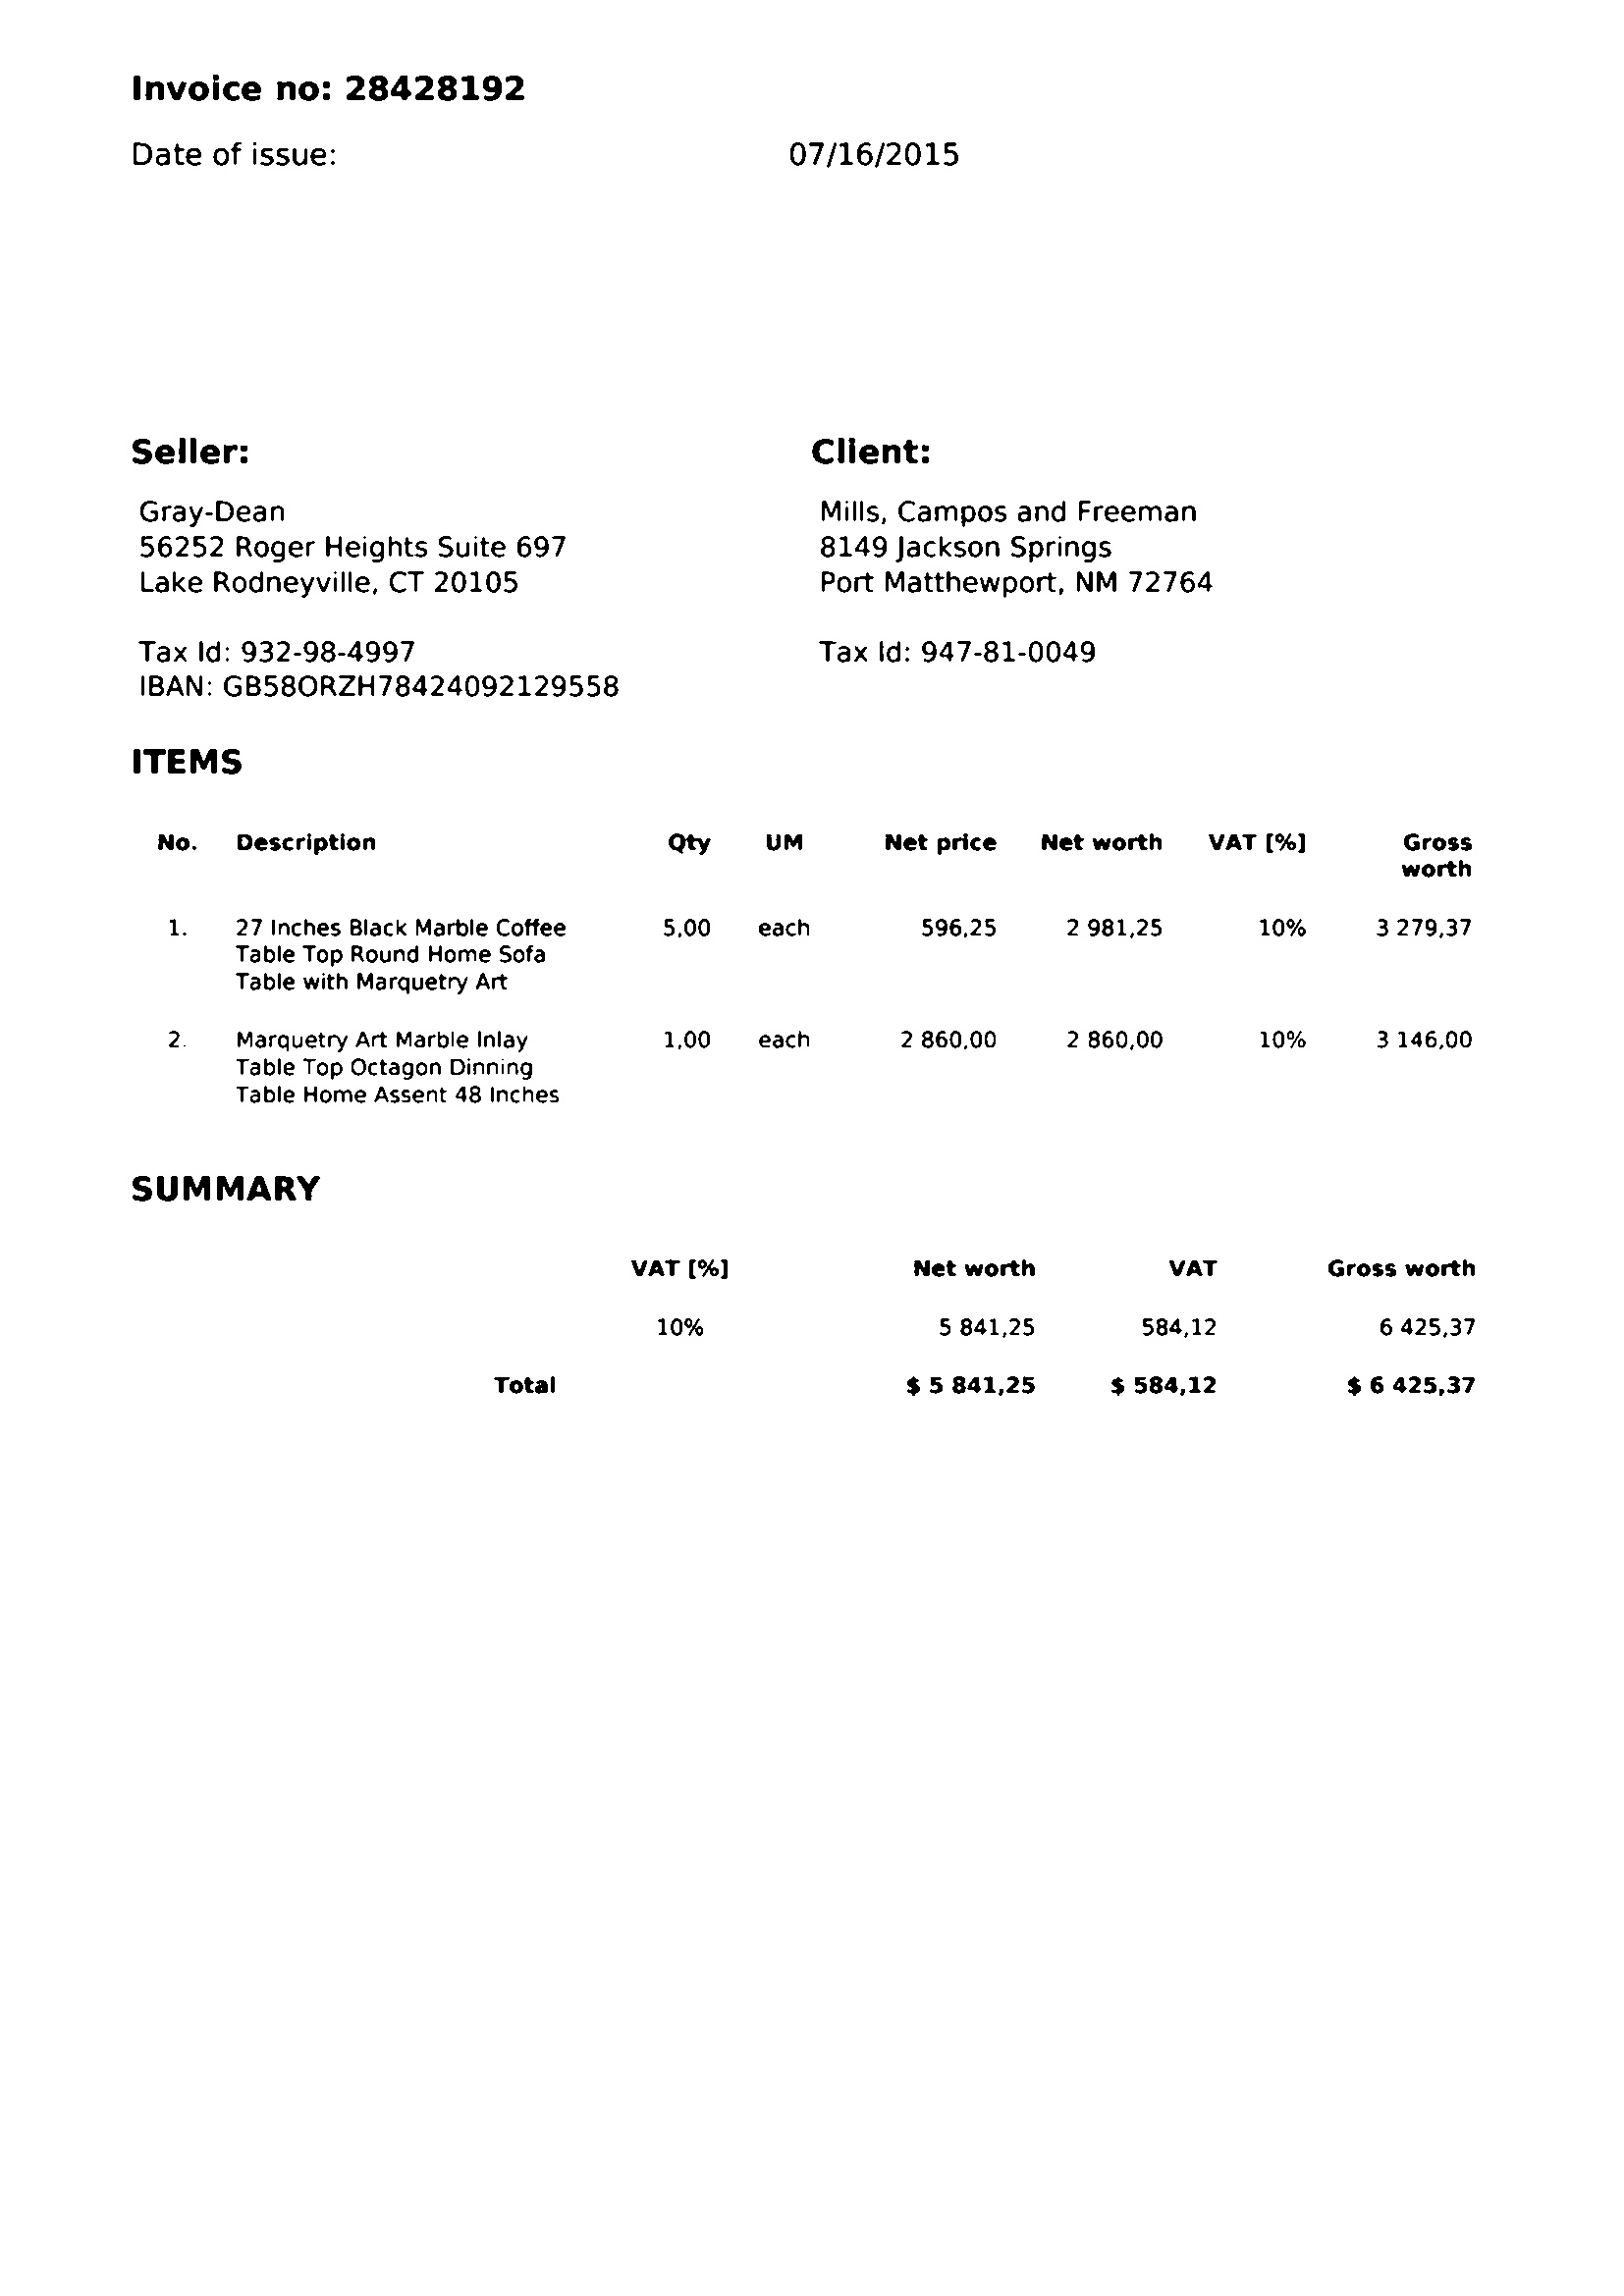 Invoice no: 28428192
Date of issue: 07/16/2015
Seller:
Gray-Dean
56252 Roger Heights Suite 697
Lake Rodneyville, CT 20105
Tax Id: 932-98-4997
IBAN: GB58ORZH78424092129558
Client:
Mills, Campos and Freeman
8149 Jackson Springs
Port Matthewport, NM 72764
Tax Id: 947-81-0049
ITEMS
No. Description Qty UM Net price Net worth VAT [%] Gross
worth
1. 27 Inches Black Marble Coffee 5,00 each 596,25 2 981,25 10% 3 279,37
Table Top Round Home Sofa
Table with Marquetry Art
2. Marquetry Art Marble Inlay 1,00 each 2 860,00 2 860,00 10% 3 146,00
Table Top Octagon Dinning
Table Home Assent 48 Inches
SUMMARY
VAT [%] Net worth VAT Gross worth
10% 5 841,25 584,12 6 425,37
Total $ 5 841,25 $ 584,12 $ 6 425,37